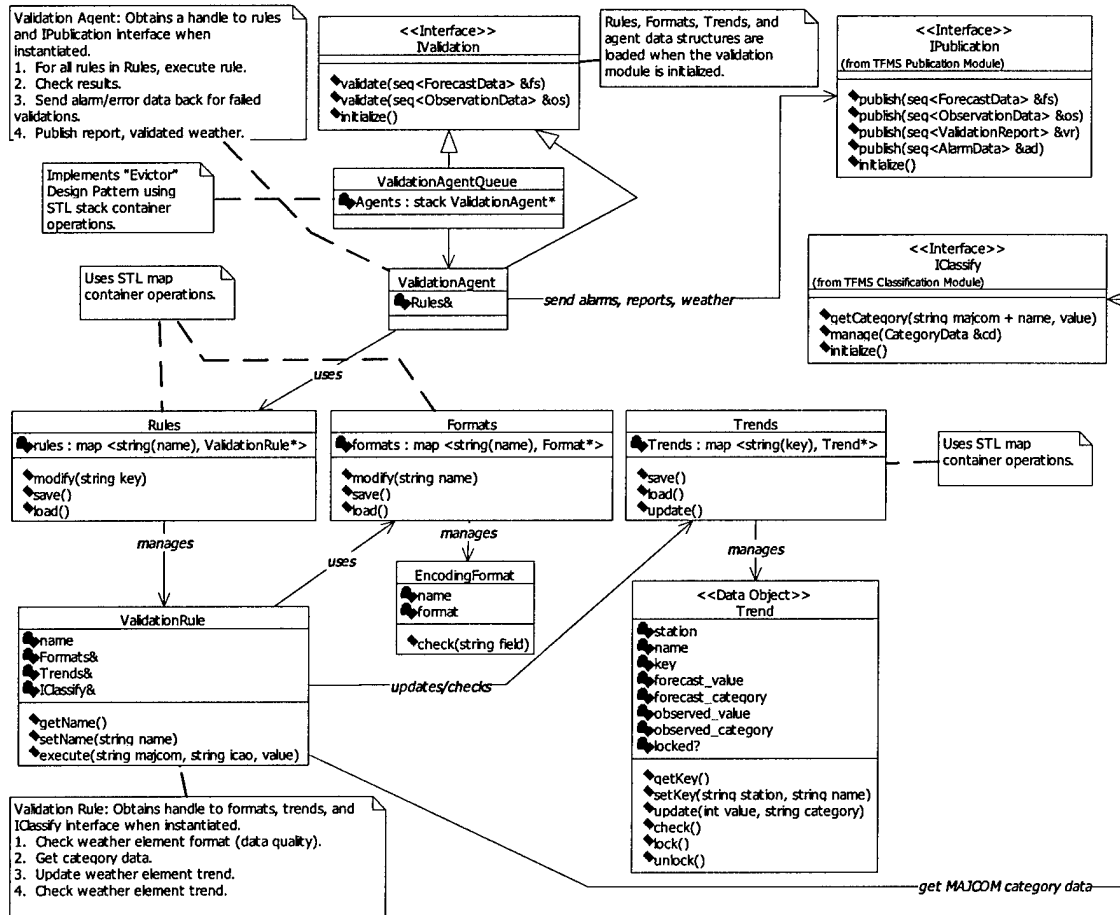 Validation Agent: Obtains a handle to rules
and IPublication interface when
instantiated.
1. For all rules in Rules, execute rule.
2. Check results.
3. Send alarm/error data back for failed
validations.
4. Publish report, validated weather.
<<Interface>>
IValidation
validate(seq<ForecastData> &fs)
validate(seq<ObservationData> &os)
initialize()
Rules, Formats, Trends, and
agent data structures are
loaded when the validation
module is initialized.
<<Interface>>
IPublication
(from TFMS Publication Module)
publish(seq<ForecastData> &fs)
publish(seq<ObservationData> &os)
publish(seq<ValidationReport> &vr)
publish(seq<AlarmData> &ad)
initialize()
Implements "Evictor"
Design Pattern using
STL stack container
operations.
ValidationAgentQueue
Agents : stack ValidationAgent*
<<Interface>>
IClassify
(from TFMS Classification Module)
getCategory(string majcom + name, value)
manage(CategoryData &cd)
initialize()
Uses STL map
container operations.
ValidationAgent
Rules&
send alarms, reports, weather
uses
Rules
rules : map <string(name), ValidationRule*>
modify(string key)
save()
load()
Formats
formats : map <string(name), Format*>
modify(string name)
save()
load()
Trends
Trends : map <string(key), Trend*>
save()
load()
update()
Uses STL map
container operations.
manages
uses
manages
manages
EncodingFormat
name
format
check(string field)
ValidationRule
name
Formats&
Trends&
IClassify&
getName()
setName(string name)
execute(string majcom, string icao, value)
updates/checks
<<Data Object>>
Trend
station
name
key
forecast_value
forecast_category
observed_value
observed_category
locked?
getKey()
setKey(string station, string name)
update(int value, string category)
check()
lock()
unlock()
Validation Rule: Obtains handle to formats, trends, and
IClassify interface when instantiated.
1. Check weather element format (data quality).
2. Get category data.
3. Update weather element trend.
4. Check weather element trend.
get MAJCOM category data